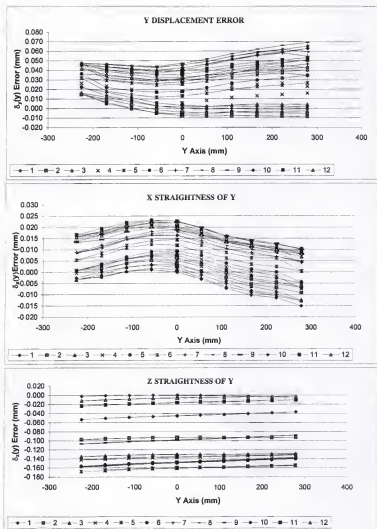 Y DISPLACEMENT ERROR
δy(y) Error (mm)
0.080
0.070
0.060
0.050
0.040
0.030
0.020
0.010
0.000
-0.010
-0.020
-300 -200 -100 0 100 200 300 400
Y Axis (mm)
1 2 3 4 5 6 7 8 9 10 11 12
X STRAIGHTNESS OF Y
δx(y) Error (mm)
0.025
0.020
0.015
0.010
0.005
0.000
-0.005
-0.010
-0.015
-0.020
-300 -200 -100 0 100 200 300 400
Y Axis (mm)
1 2 3 4 5 6 7 8 9 10 11 12
Z STRAIGHTNESS OF Y
Error (mm)
0.020
0.000
-0.020
-0.040
-0.060
-0.080
-0.100
-0.120
-0.140
-0.160
-0.180
-300 -200 -100 0 100 200 300
Y Axis (mm)
1 2 3 4 5 6 7 8 9 10 11 12